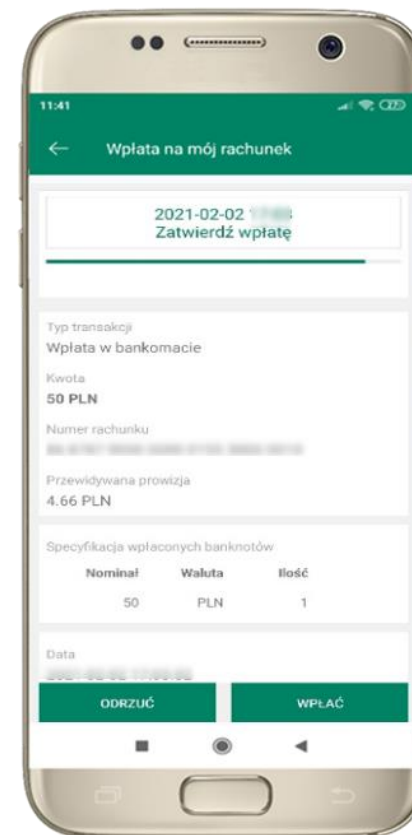 11:41
Wpłata na mój rachunek
2021-02-02
Zatwierdź wpłatę
Typ transakcji
Wpłata w bankomacie
Kwota
50 PLN
Numer rachunku
Przewidywana prowizja
4.66 PLN
Specyfikacja wpłaconych banknotów
Nominał Waluta Ilość
50 PLN 1
Data
ODRZUĆ WPŁAĆ